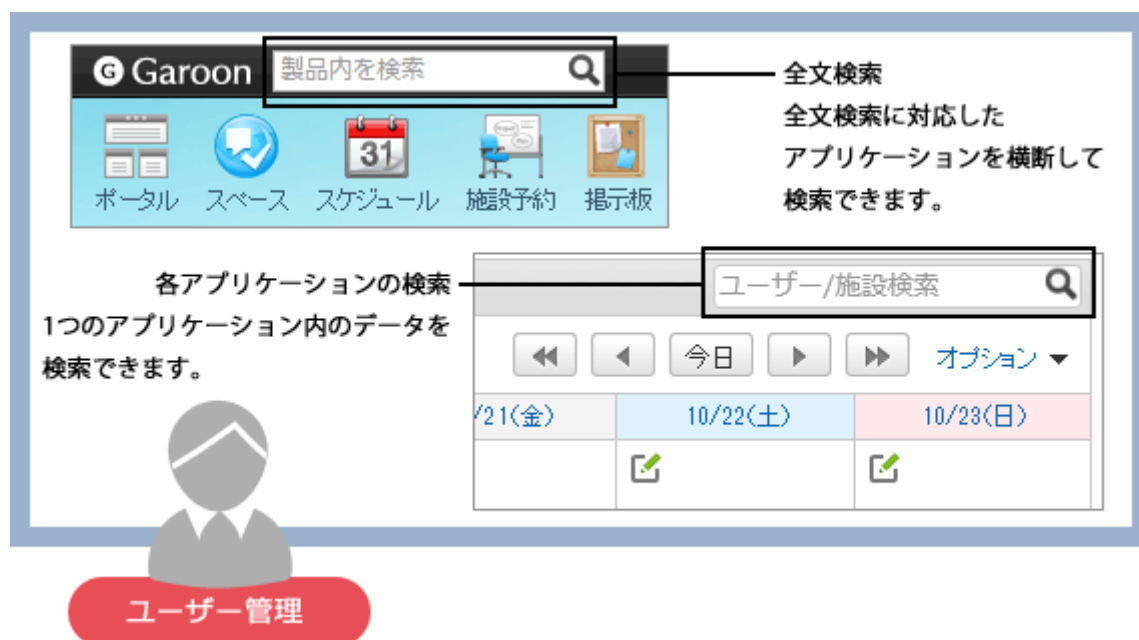 G Garoon 製品内を検索
ポータル スペース 31 スケジュール 施設予約 掲示板
全文検索
全文検索に対応した
アプリケーションを横断して
検索できます。
各アプリケーションの検索
1つのアプリケーション内のデータを
検索できます。
ユーザー/施設検索
今日 オプション
/21(金) 10/22(土) 10/23(日)
ユーザー管理